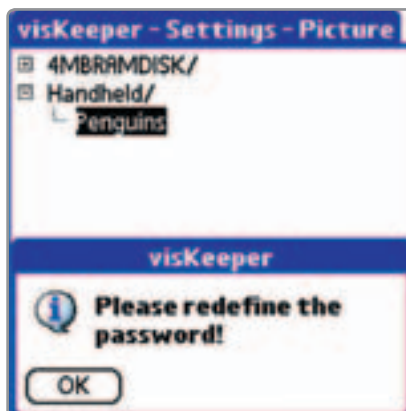 visKeeper - Settings - Picture
4MBRAMDISK/
Handheld/
Penguins
visKeeper
Please redefine the
password!
OK